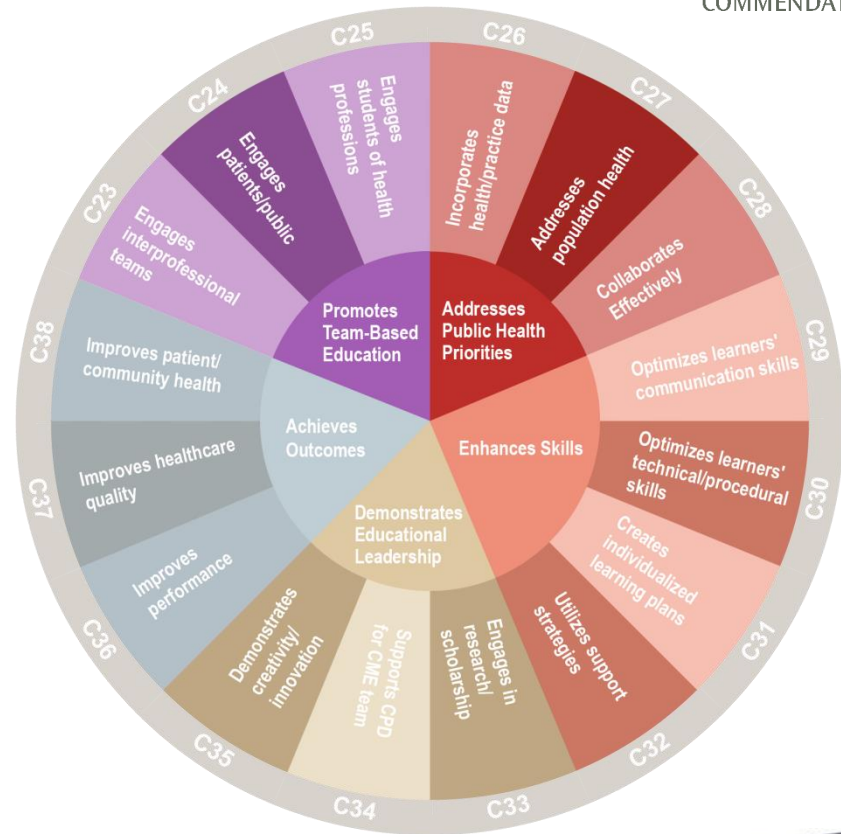 COMMENDAT
C23
Engages
interprofessional
teams
C24
Engages
patients/public
C25
Engages
students of health
professions
C26
Incorporates
health/practice data
C27
Addresses
population health
C28
Collaborates
Effectively
C29
Optimizes learners'
communication skills
C30
Optimizes learners'
technical/procedural
skills
C31
Creates
individualized
learning plans
C32
Utilizes support
strategies
C33
Engages in
research/
scholarship
C34
Supports CPD
for CME team
C35
Demonstrates
creativity/
innovation
C36
Improves
performance
C37
Improves healthcare
quality
C38
Improves patient/
community health
Promotes
Team-Based
Education
Addresses
Public Health
Priorities
Enhances Skills
Demonstrates
Educational
Leadership
Achieves
Outcomes